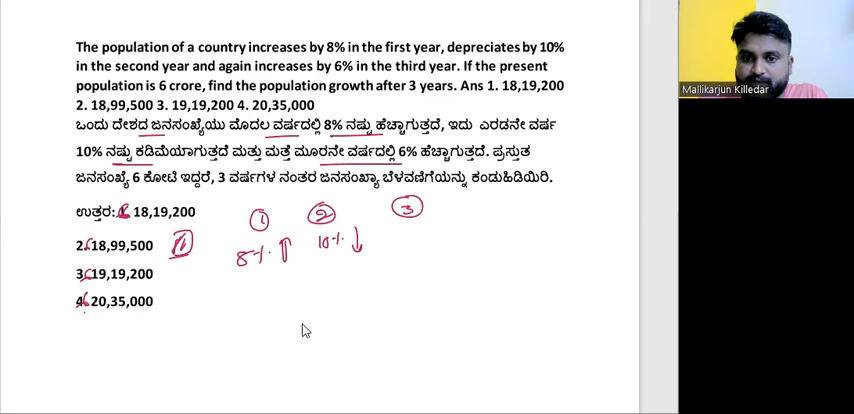 The population of a country increases by 8% in the first year, depreciates by 10%
in the second year and again increases by 6% in the third year. If the present
population is 6 crore, find the population growth after 3 years. Ans 1. 18,19,200
2. 18,99,500 3. 19,19,200 4. 20,35,000
ಒಂದು ದೇಶದ ಜನಸಂಖ್ಯೆಯು ಮೊದಲ ವರ್ಷದಲ್ಲಿ 8% ನಷ್ಟು ಹೆಚ್ಚಾಗುತ್ತದೆ, ಇದು ಎರಡನೇ ವರ್ಷ
10% ನಷ್ಟು ಕಡಿಮೆಯಾಗುತ್ತದೆ ಮತ್ತು ಮತ್ತೆ ಮೂರನೇ ವರ್ಷದಲ್ಲಿ 6% ಹೆಚ್ಚಾಗುತ್ತದೆ. ಪ್ರಸ್ತುತ
ಜನಸಂಖ್ಯೆ 6 ಕೋಟಿ ಇದ್ದರೆ, 3 ವರ್ಷಗಳ ನಂತರ ಜನಸಂಖ್ಯಾ ಬೆಳವಣಿಗೆಯನ್ನು ಕಂಡುಹಿಡಿಯಿರಿ.
ಉತ್ತರ: 18,19,200
2. 18,99,500
3. 19,19,200
4. 20,35,000
1 2 3
8% ↑ 10% ↓
Mallikarjun Killedar